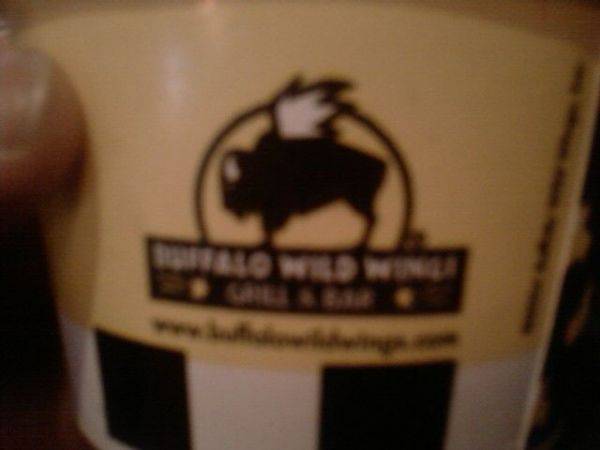 BUFFALO WILD WINGS
GRILL & BAR
www.buffalowildwings.com